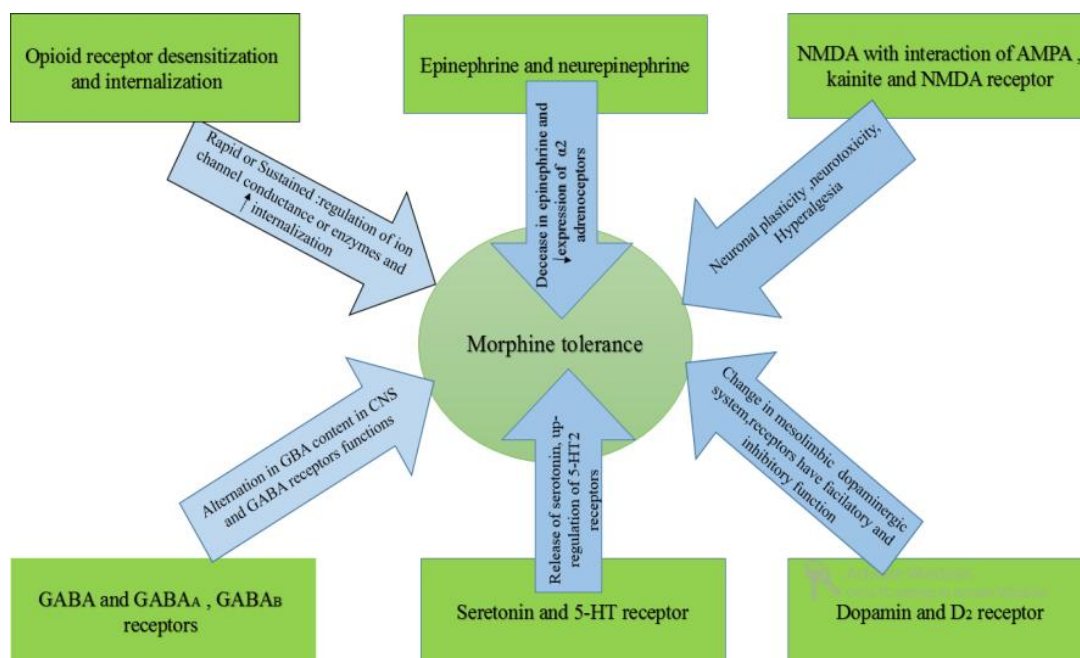 Opioid receptor desensitization
and internalization
Epinephrine and neurepinephrine
NMDA with interaction of AMPA ,
kainite and NMDA receptor
Rapid or Sustained :regulation of ion
channel conductance or enzymes and
↑ internalization
Decease in epinephrine and
↓expression of α2
adrenoceptors
Neuronal plasticity ,neurotoxicity,
Hyperalgesia
Morphine tolerance
Alternation in GBA content in CNS
and GABA receptors functions
Release of serotonin, up-
regulation of 5-HT2
receptors
Change in mesolimbic dopaminergic
system,receptors have facilatory and
inhibitory function
GABA and GABAA , GABAB
receptors
Seretonin and 5-HT receptor
Dopamin and D2 receptor